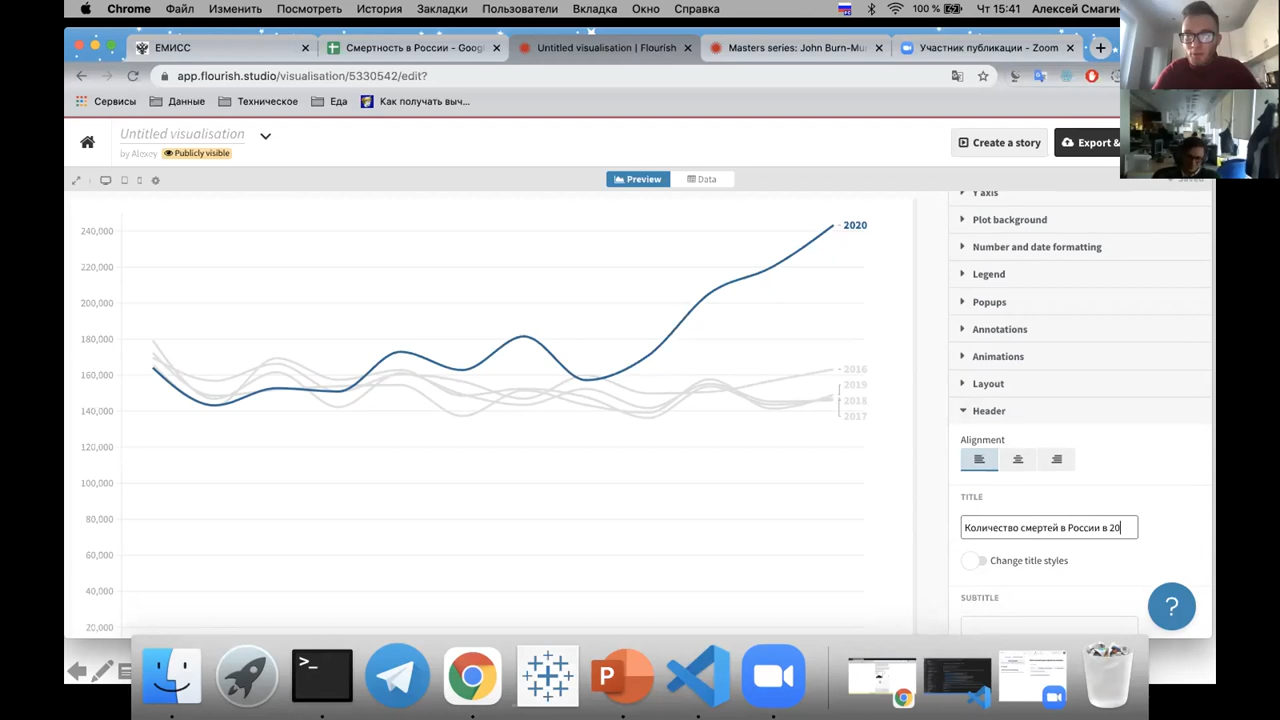 Chrome Файл Изменить Посмотреть История Закладки Пользователи Вкладка Окно Справка 100 % Чт 15:41 Алексей Смагин
ЕМИСС Смертность в России - Googl Untitled visualisation | Flourish Masters series: John Burn-Mu Участник публикации - Zoom
app.flourish.studio/visualisation/5330542/edit?
Сервисы Данные Техническое Еда Как получать выч...
Untitled visualisation
by Alexey Publicly visible
Create a story Export &
Preview Data
Y axis
Plot background
Number and date formatting
Legend
Popups
Annotations
Animations
Layout
Header
Alignment
TITLE
Количество смертей в России в 20
Change title styles
SUBTITLE
?
240,000
220,000
200,000
180,000
160,000
140,000
120,000
100,000
80,000
60,000
40,000
20,000
2020
2016
2019
2018
2017
>_
P